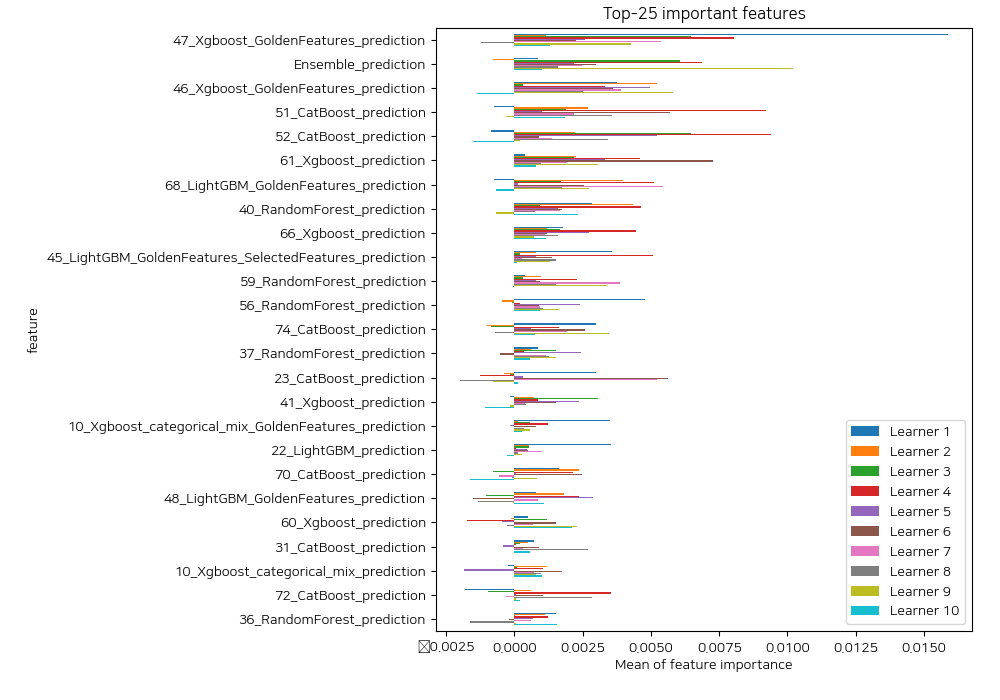 Top-25 important features
47_Xgboost_GoldenFeatures_prediction
Ensemble_prediction
46_Xgboost_GoldenFeatures_prediction
51_CatBoost_prediction
52_CatBoost_prediction
61_Xgboost_prediction
68_LightGBM_GoldenFeatures_prediction
40_RandomForest_prediction
66_Xgboost_prediction
45_LightGBM_GoldenFeatures_SelectedFeatures_prediction
59_RandomForest_prediction
56_RandomForest_prediction
74_CatBoost_prediction
37_RandomForest_prediction
23_CatBoost_prediction
41_Xgboost_prediction
10_Xgboost_categorical_mix_GoldenFeatures_prediction
22_LightGBM_prediction
70_CatBoost_prediction
48_LightGBM_GoldenFeatures_prediction
60_Xgboost_prediction
31_CatBoost_prediction
10_Xgboost_categorical_mix_prediction
72_CatBoost_prediction
36_RandomForest_prediction
feature
Learner 1
Learner 2
Learner 3
Learner 4
Learner 5
Learner 6
Learner 7
Learner 8
Learner 9
Learner 10
0.0025 0.0000 0.0025 0.0050 0.0075 0.0100 0.0125 0.0150
Mean of feature importance